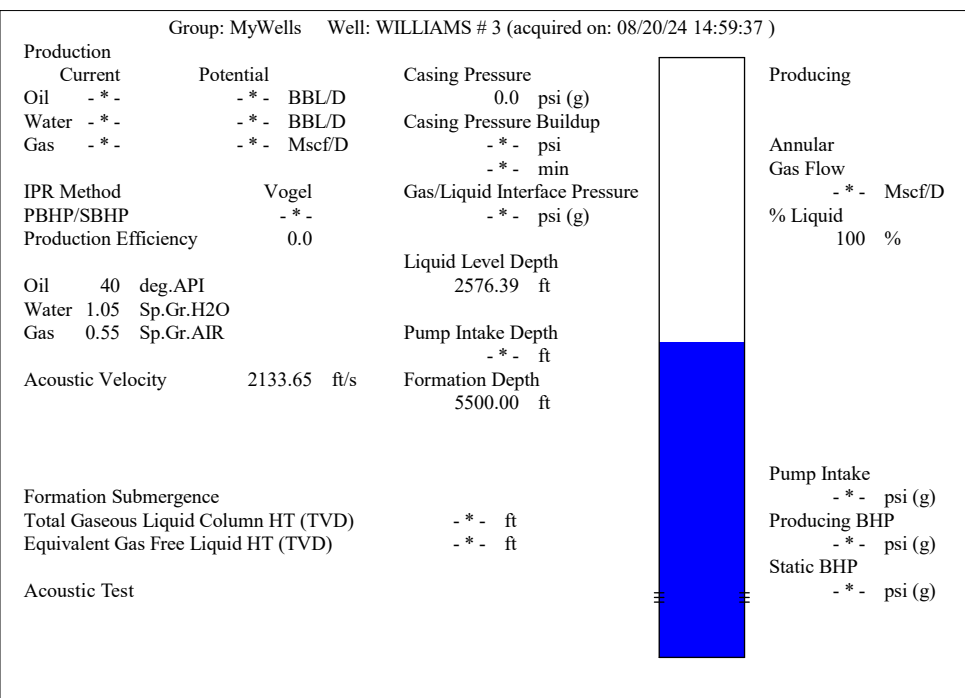 Group: MyWells Well: WILLIAMS # 3 (acquired on: 08/20/24 14:59:37 )
Production
Current Potential
Oil - * - - * - BBL/D
Water - * - - * - BBL/D
Gas - * - - * - Mscf/D
IPR Method Vogel
PBHP/SBHP - * -
Production Efficiency 0.0
Oil 40 deg.API
Water 1.05 Sp.Gr.H2O
Gas 0.55 Sp.Gr.AIR
Acoustic Velocity 2133.65 ft/s
Formation Submergence
Total Gaseous Liquid Column HT (TVD) - * - ft
Equivalent Gas Free Liquid HT (TVD) - * - ft
Acoustic Test
Casing Pressure
0.0 psi (g)
Casing Pressure Buildup
- * - psi
- * - min
Gas/Liquid Interface Pressure
- * - psi (g)
Liquid Level Depth
2576.39 ft
Pump Intake Depth
- * - ft
Formation Depth
5500.00 ft
Producing
Annular
Gas Flow
- * - Mscf/D
% Liquid
100 %
Pump Intake
- * - psi (g)
Producing BHP
- * - psi (g)
Static BHP
- * - psi (g)